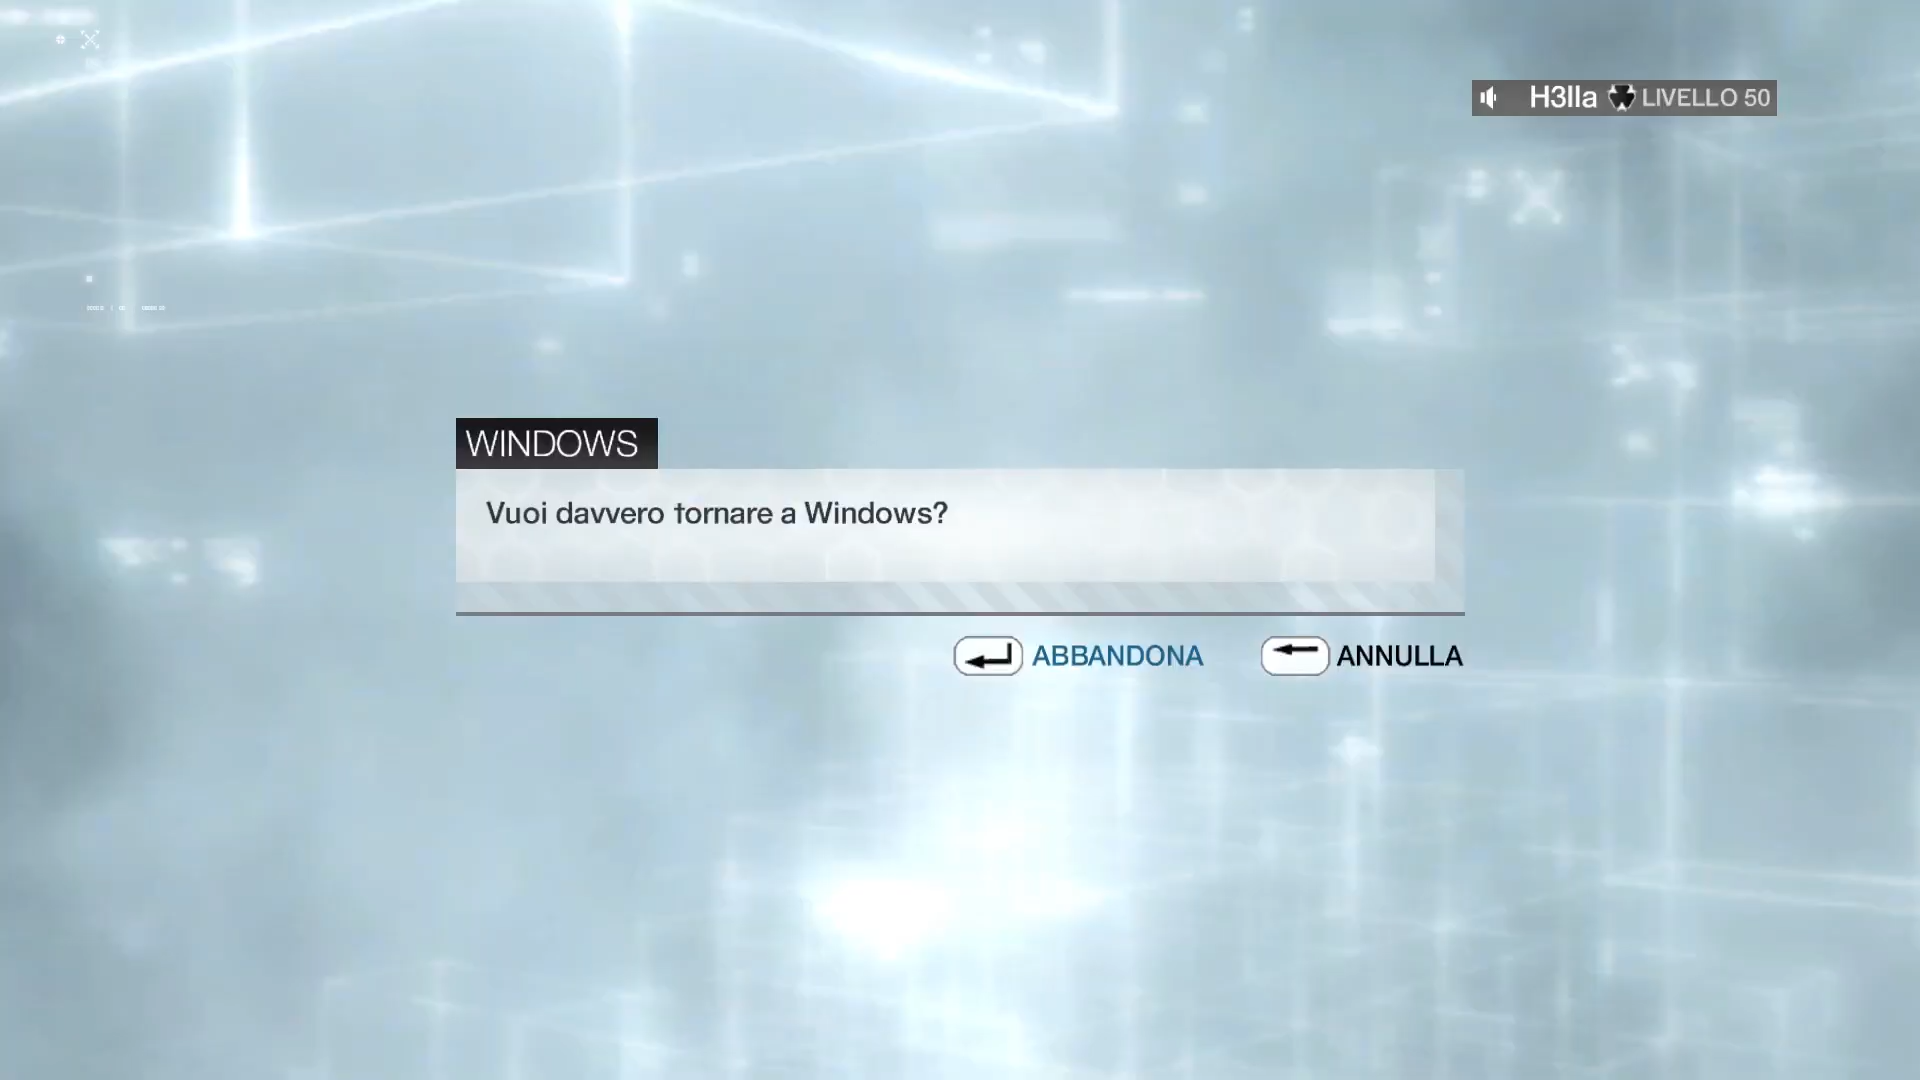 H3lla LIVELLO 50
WINDOWS
Vuoi davvero tornare a Windows?
ABBANDONA ANNULLA